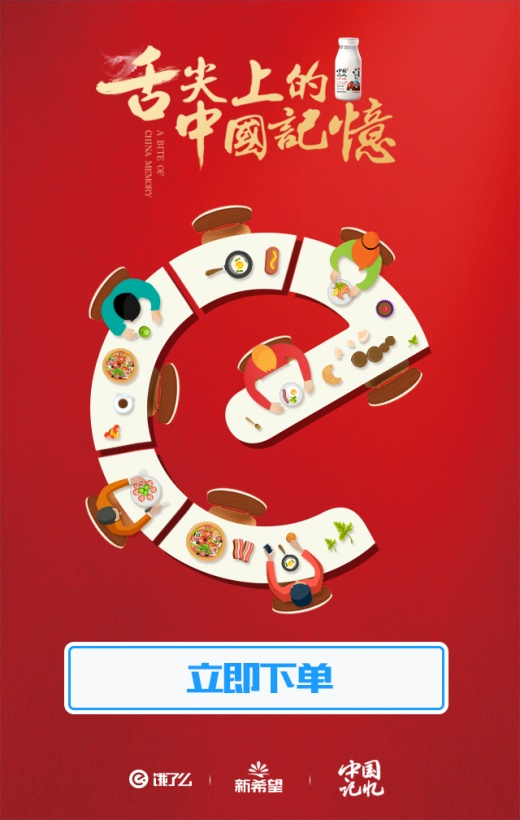 舌尖上的
中國記憶
A BITE OF
CHINA MEMORY
立即下单
饿了么
新希望
中国
记忆